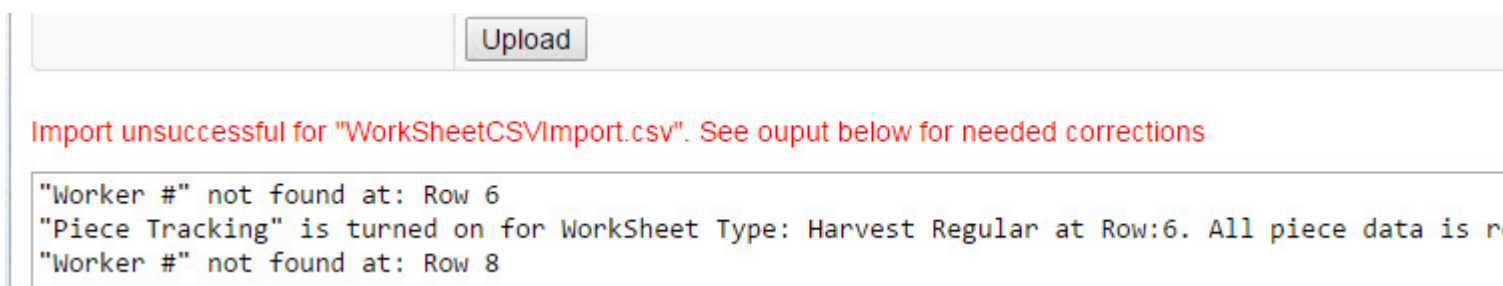 Upload
Import unsuccessful for "WorkSheetCSVImport.csv". See ouput below for needed corrections
"Worker #" not found at: Row 6
"Piece Tracking" is turned on for WorkSheet Type: Harvest Regular at Row:6. All piece data is
"Worker #" not found at: Row 8